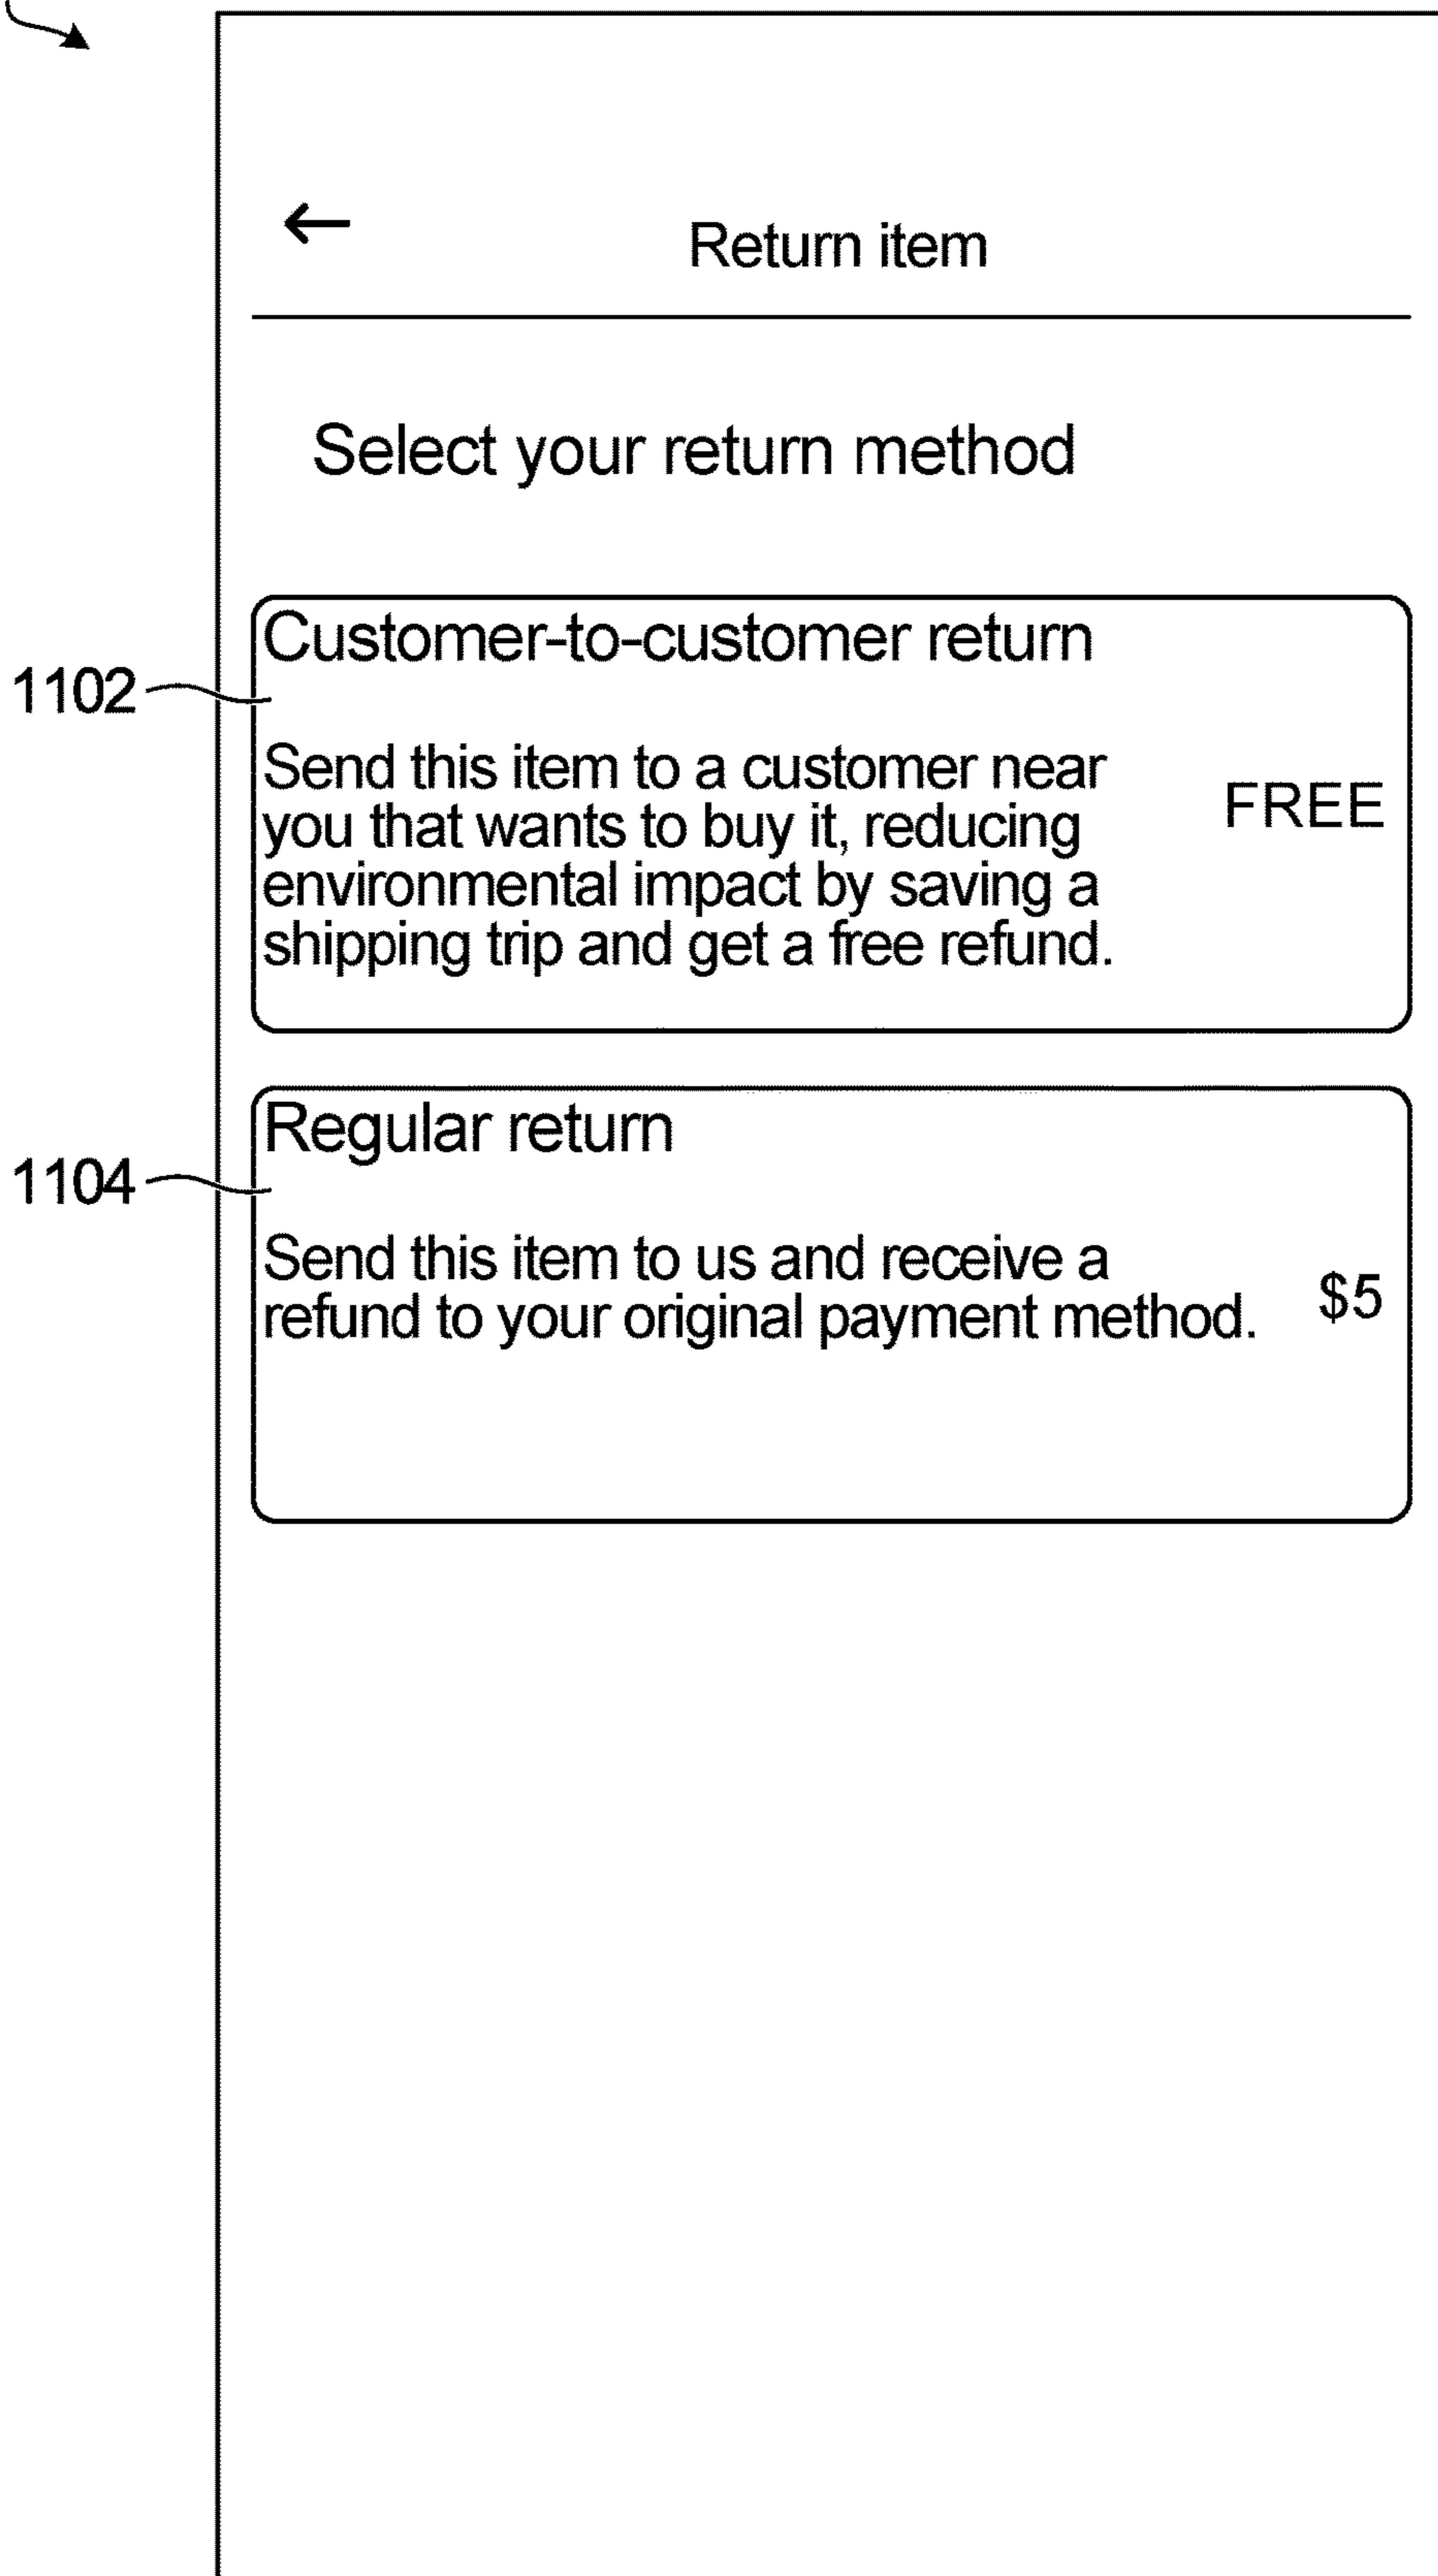 Return item
Select your return method
Customer-to-customer return
1102
Send this item to a customer near
you that wants to buy it, reducing
environmental impact by saving a
shipping trip and get a free refund.
FREE
Regular return
1104
Send this item to us and receive a
refund to your original payment method.
$5